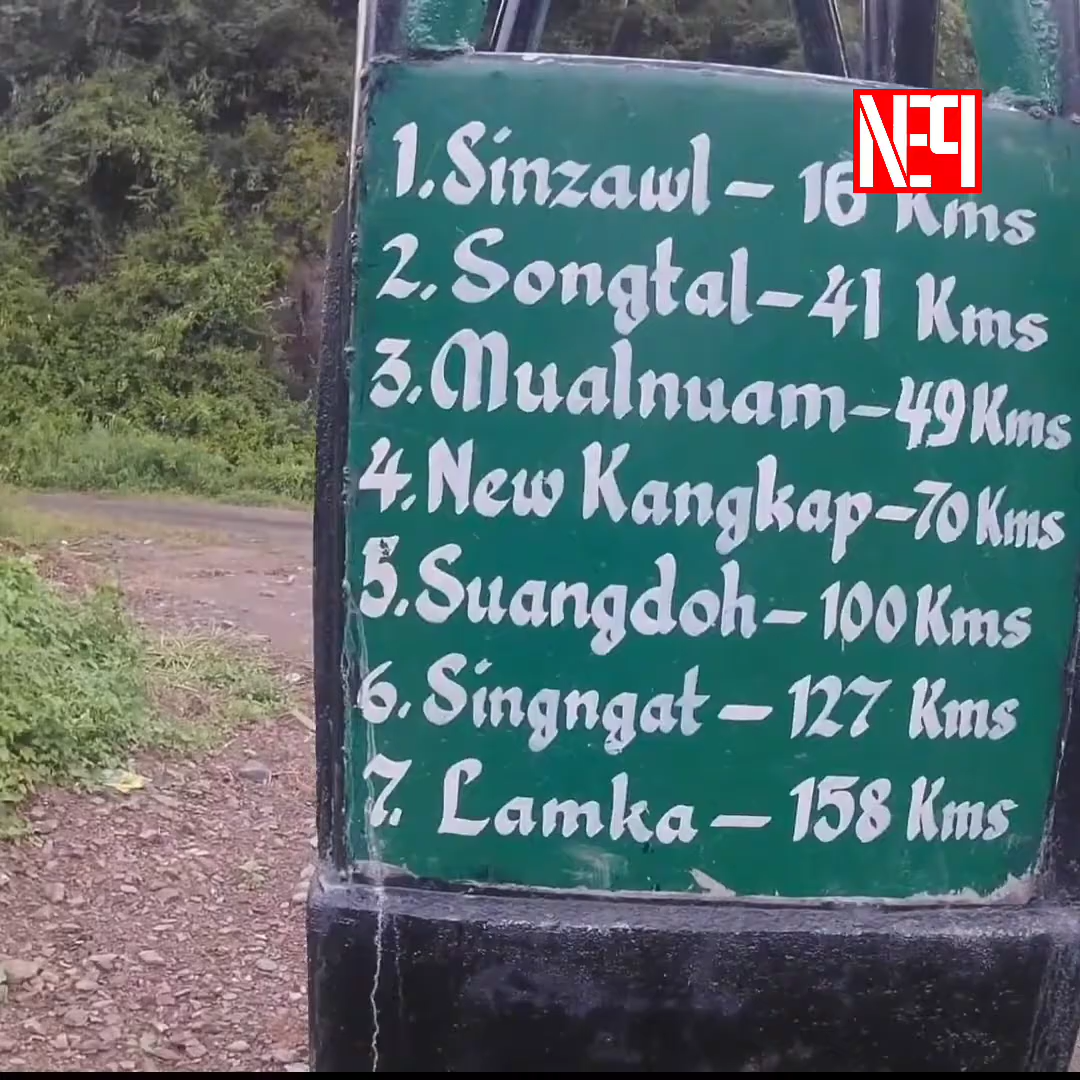 NE91
1. Sinzawl - 16 Kms
2. Songtal - 41 Kms
3. Mualnuam - 49 Kms
4. New Kangkap - 70 Kms
5. Suangdoh - 100 Kms
6. Singngat - 127 Kms
7. Lamka - 158 Kms